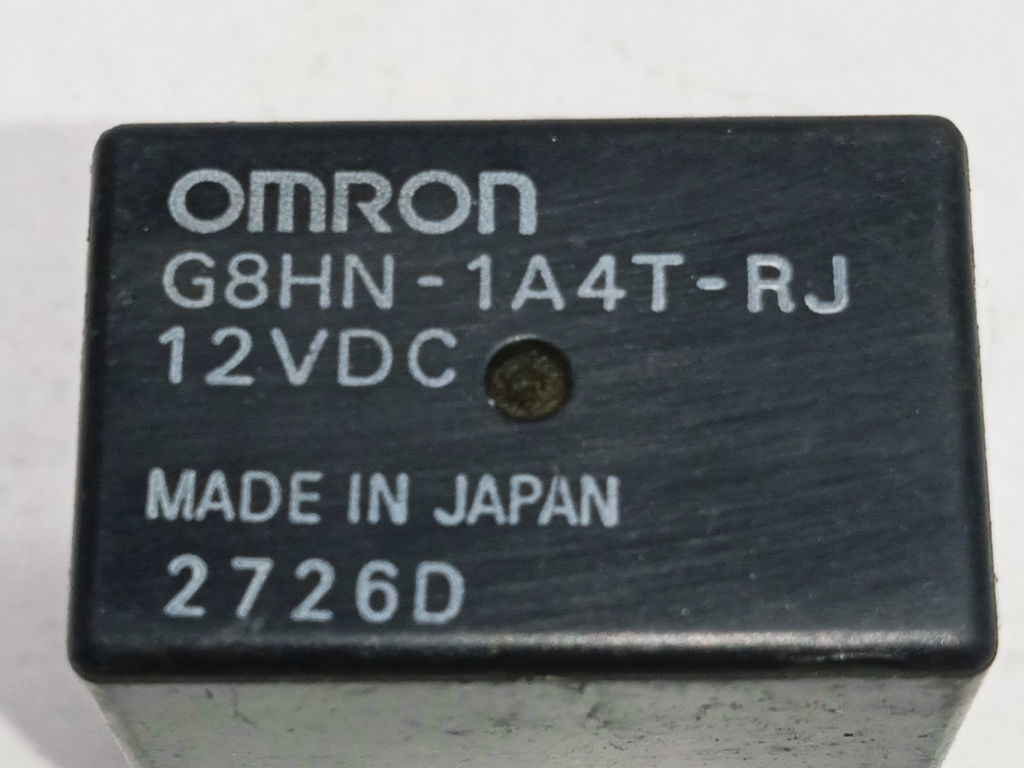 OMRON
G8HN-1A4T-RJ
12VDC
MADE IN JAPAN
2726D